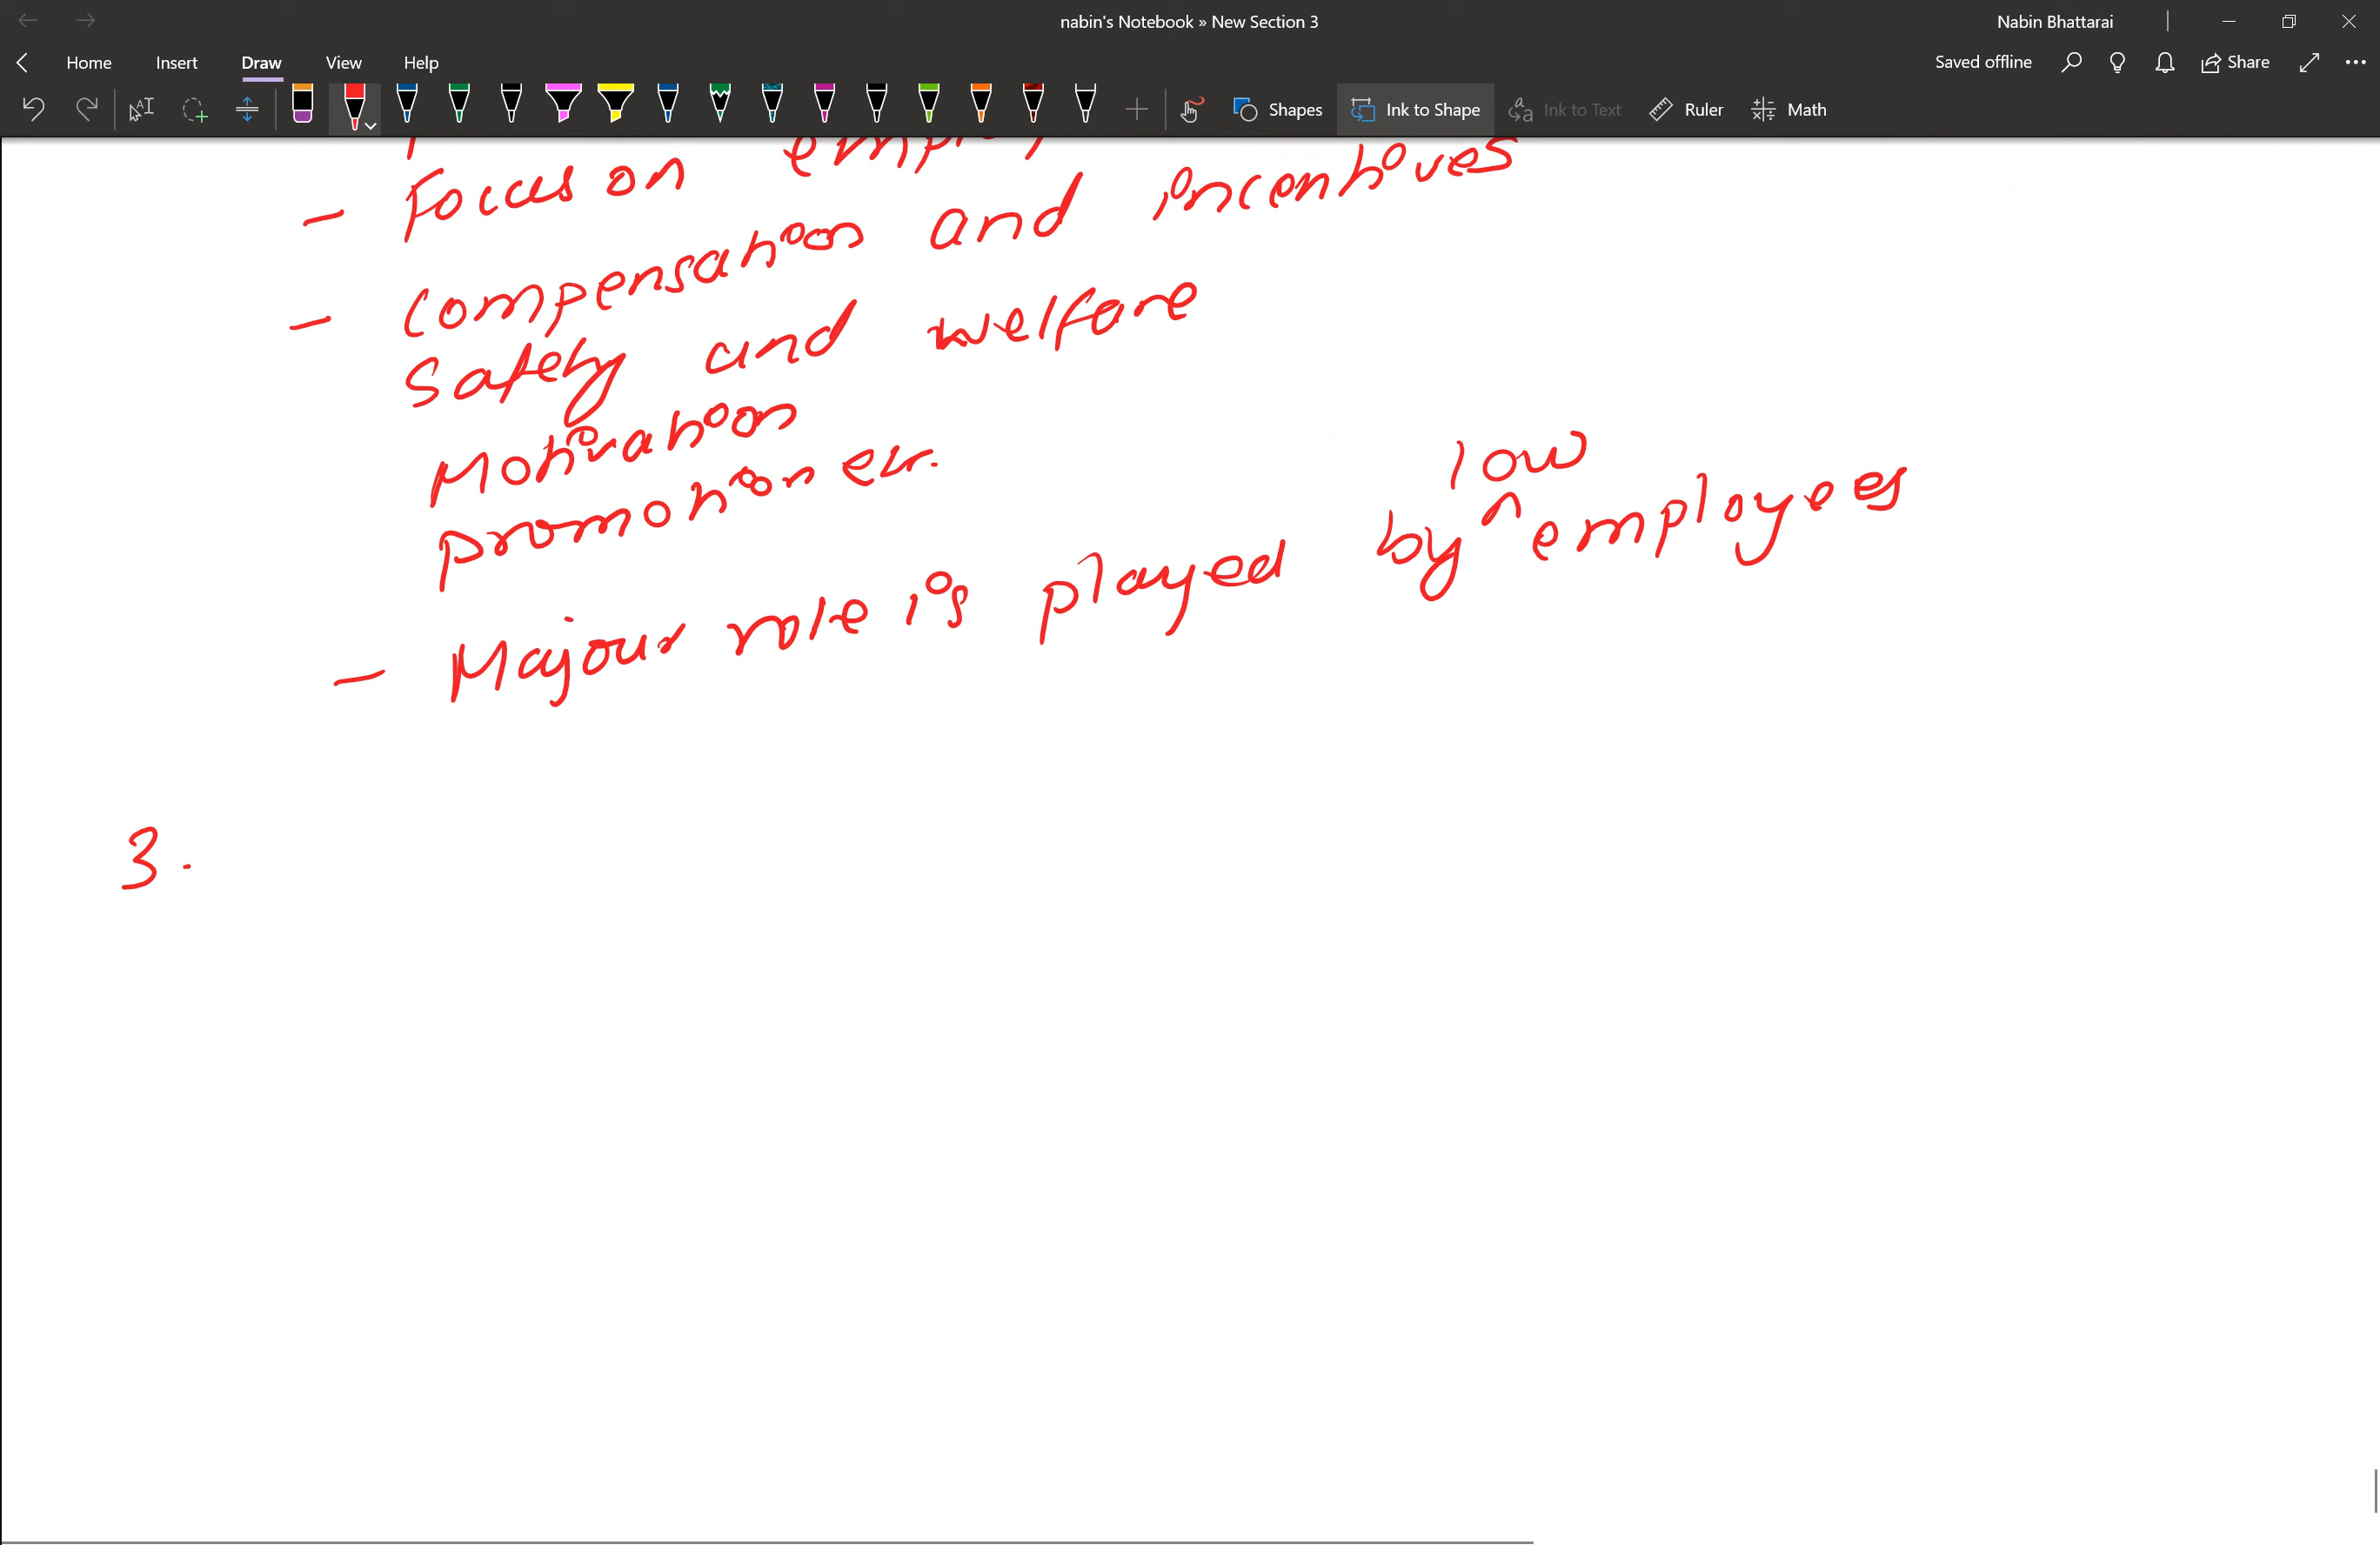 nabin's Notebook » New Section 3
Nabin Bhattarai
Home Insert Draw View Help
Saved offline
Share
Shapes
Ink to Shape
Ink to Text
Ruler
Math
- Focus on
- Compensation and incentives
Safety and welfare
Motivation
promotion etc.
low
- Majour role is played by ^ employees
3.